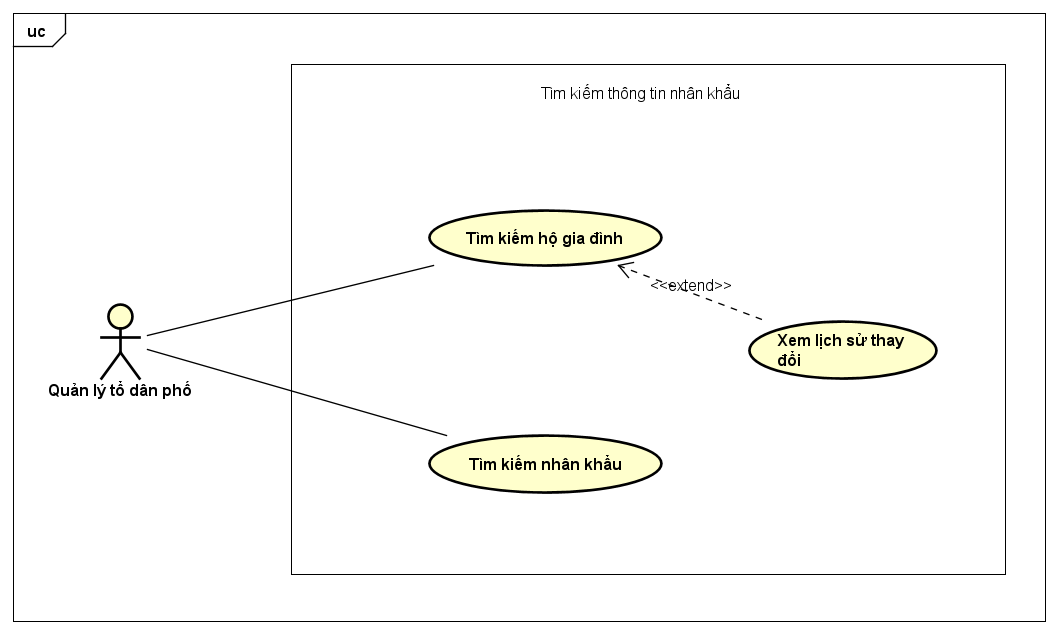 uc
Tìm kiếm thông tin nhân khẩu
Tìm kiếm hộ gia đình
<<extend>>
Xem lịch sử thay
đổi
Quản lý tổ dân phố
Tìm kiếm nhân khẩu